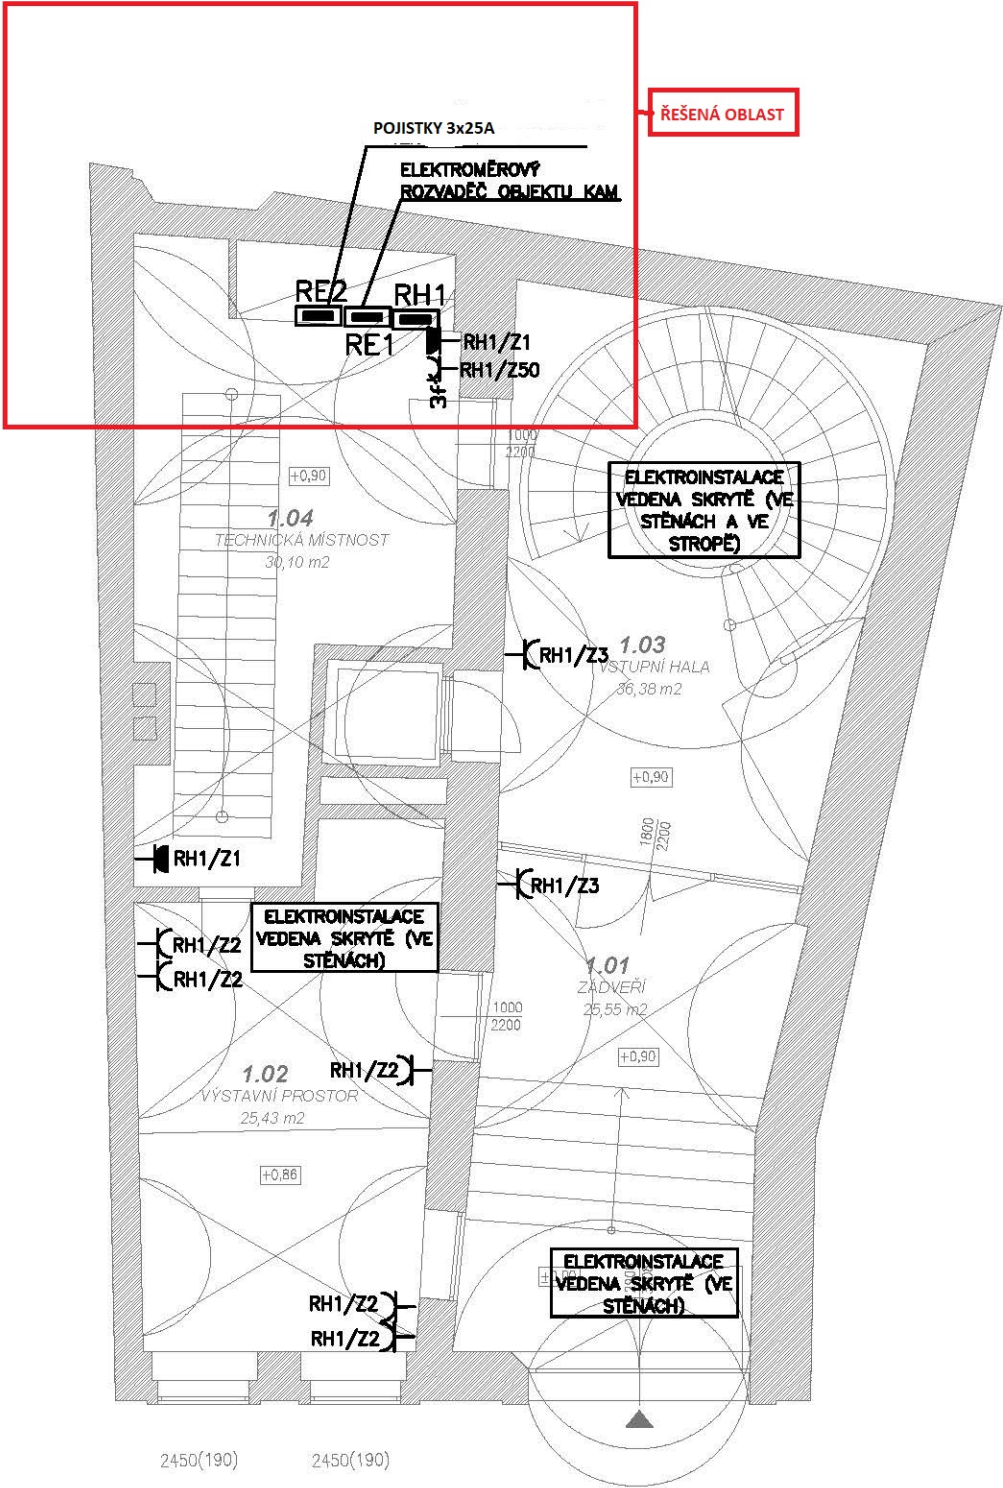 ŘEŠENÁ OBLAST
POJISTKY 3x25A
ELEKTROMĚROVÝ
ROZVADĚČ OBJEKTU KAM
RE2
RH1
RE1
RH1/Z1
RH1/Z50
3f
1000
2200
ELEKTROINSTALACE
VEDENA SKRYTĚ (VE
STĚNÁCH A VE
STROPĚ)
+0,90
1.04
TECHNICKÁ MÍSTNOST
30,10 m2
RH1/Z3
1.03
VSTUPNÍ HALA
36,38 m2
+0,90
1800
2200
RH1/Z1
RH1/Z3
ELEKTROINSTALACE
VEDENA SKRYTĚ (VE
STĚNÁCH)
RH1/Z2
RH1/Z2
1.01
ZÁDVEŘÍ
25,55 m2
1000
2200
+0,90
RH1/Z2
1.02
VÝSTAVNÍ PROSTOR
25,43 m2
+0,86
ELEKTROINSTALACE
VEDENA SKRYTĚ (VE
STĚNÁCH)
RH1/Z2
RH1/Z2
2450(190)
2450(190)